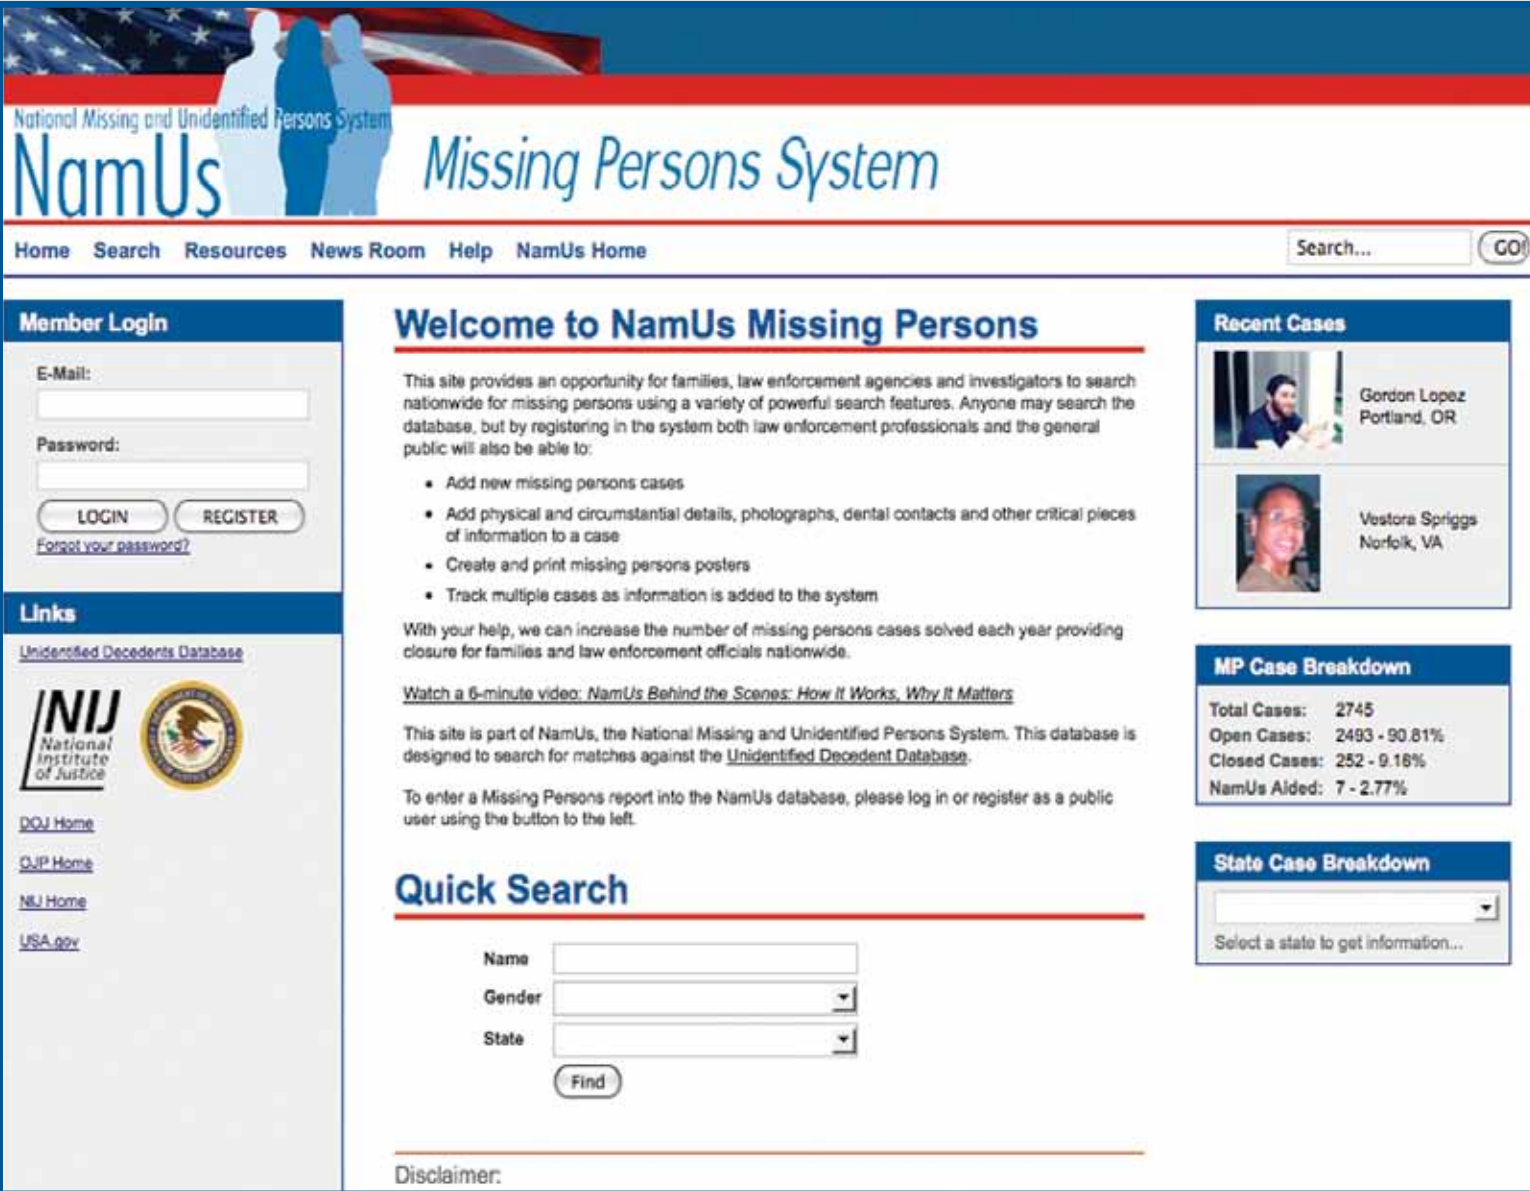 National Missing and Unidentified Persons System
NamUs
Missing Persons System
Home Search Resources News Room Help NamUs Home
Search... GO!
Member Login
E-Mail:
Password:
LOGIN REGISTER
Forgot your password?
Links
Unidentified Decedents Database
NIJ
National
Institute
of Justice
DOJ Home
OJP Home
NIJ Home
USA.gov
Welcome to NamUs Missing Persons
This site provides an opportunity for families, law enforcement agencies and investigators to search
nationwide for missing persons using a variety of powerful search features. Anyone may search the
database, but by registering in the system both law enforcement professionals and the general
public will also be able to:
• Add new missing persons cases
• Add physical and circumstantial details, photographs, dental contacts and other critical pieces
of information to a case
• Create and print missing persons posters
• Track multiple cases as information is added to the system
With your help, we can increase the number of missing persons cases solved each year providing
closure for families and law enforcement officials nationwide.
Watch a 6-minute video: NamUs Behind the Scenes: How It Works, Why It Matters
This site is part of NamUs, the National Missing and Unidentified Persons System. This database is
designed to search for matches against the Unidentified Decedent Database.
To enter a Missing Persons report into the NamUs database, please log in or register as a public
user using the button to the left.
Quick Search
Name
Gender
State
Find
Disclaimer:
Recent Cases
Gordon Lopez
Portland, OR
Vestora Spriggs
Norfolk, VA
MP Case Breakdown
Total Cases: 2745
Open Cases: 2493 - 90.81%
Closed Cases: 252 - 9.18%
NamUs Aided: 7 - 2.77%
State Case Breakdown
Select a state to get information...